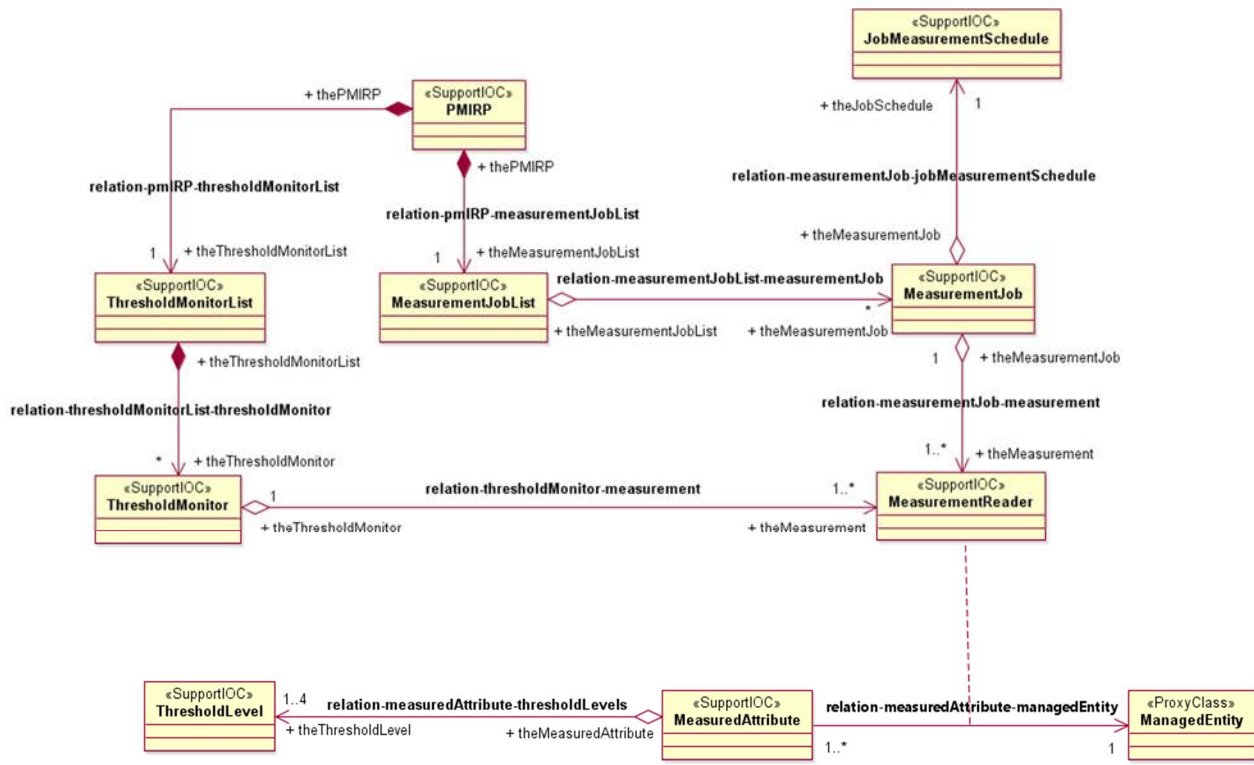 «SupportIOC»
JobMeasurementSchedule
+ thePMIRP
«SupportIOC»
PMIRP
+ theJobSchedule
1
+ thePMIRP
relation-measurementJob-jobMeasurementSchedule
relation-pmIRP-thresholdMonitorList
relation-pmIRP-measurementJobList
+ theMeasurementJob
1
+ theThresholdMonitorList
1
+ theMeasurementJobList
«SupportIOC»
ThresholdMonitorList
«SupportIOC»
MeasurementJobList
relation-measurementJobList-measurementJob
«SupportIOC»
MeasurementJob
*
+ theMeasurementJobList
+ theMeasurementJob
+ theThresholdMonitorList
1
+ theMeasurementJob
relation-thresholdMonitorList-thresholdMonitor
relation-measurementJob-measurement
*
+ theThresholdMonitor
1..*
+ theMeasurement
«SupportIOC»
ThresholdMonitor
1
relation-thresholdMonitor-measurement
1..*
«SupportIOC»
MeasurementReader
+ theThresholdMonitor
+ theMeasurement
«SupportIOC»
ThresholdLevel
1..4
relation-measuredAttribute-thresholdLevels
+ theThresholdLevel
+ theMeasuredAttribute
«SupportIOC»
MeasuredAttribute
relation-measuredAttribute-managedEntity
1..*
1
«ProxyClass»
ManagedEntity